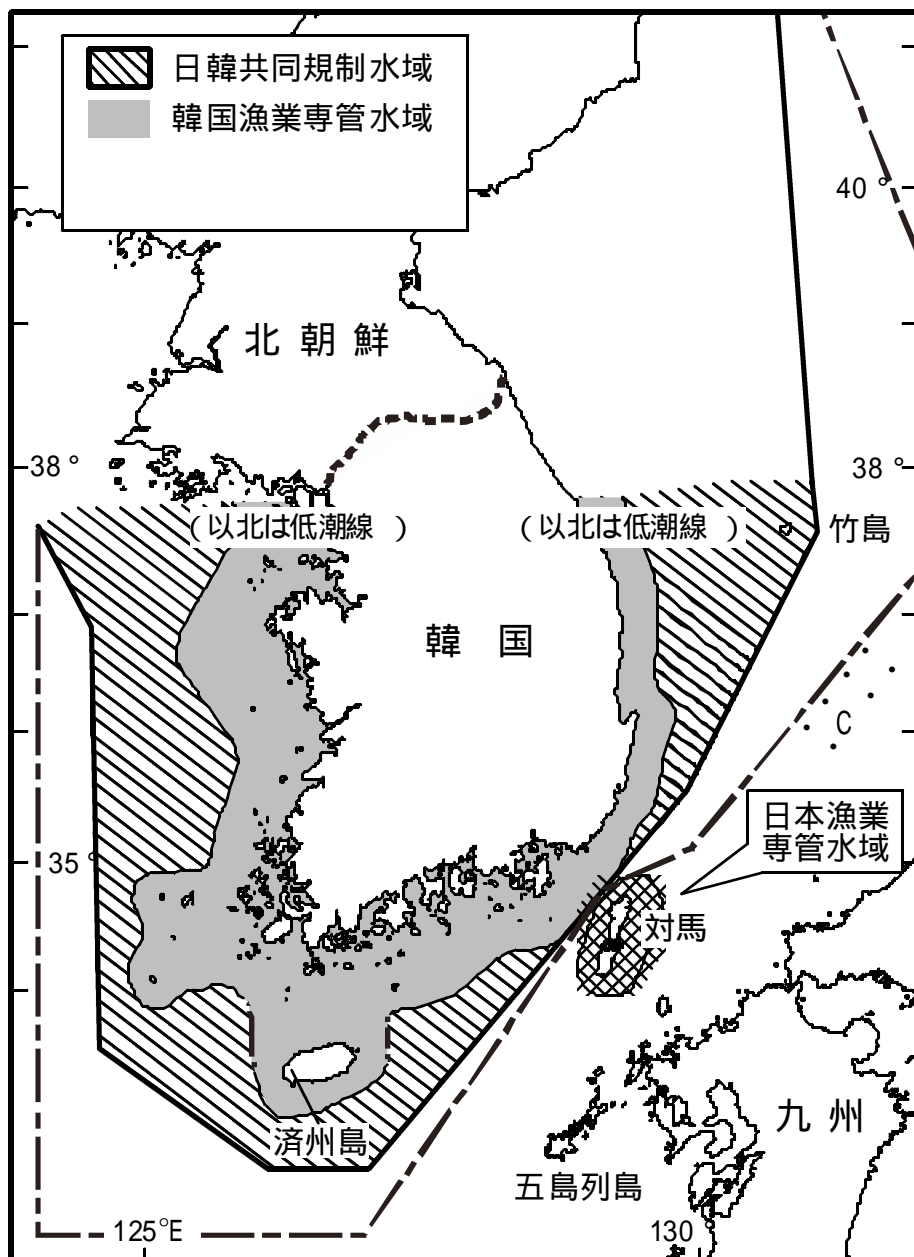 日韓共同規制水域
韓国漁業専管水域
40°
北朝鮮
38°
38°
(以北は低潮線)
(以北は低潮線)
竹島
韓国
C
日本漁業
専管水域
35°
対馬
済州島
九州
五島列島
125°E
130